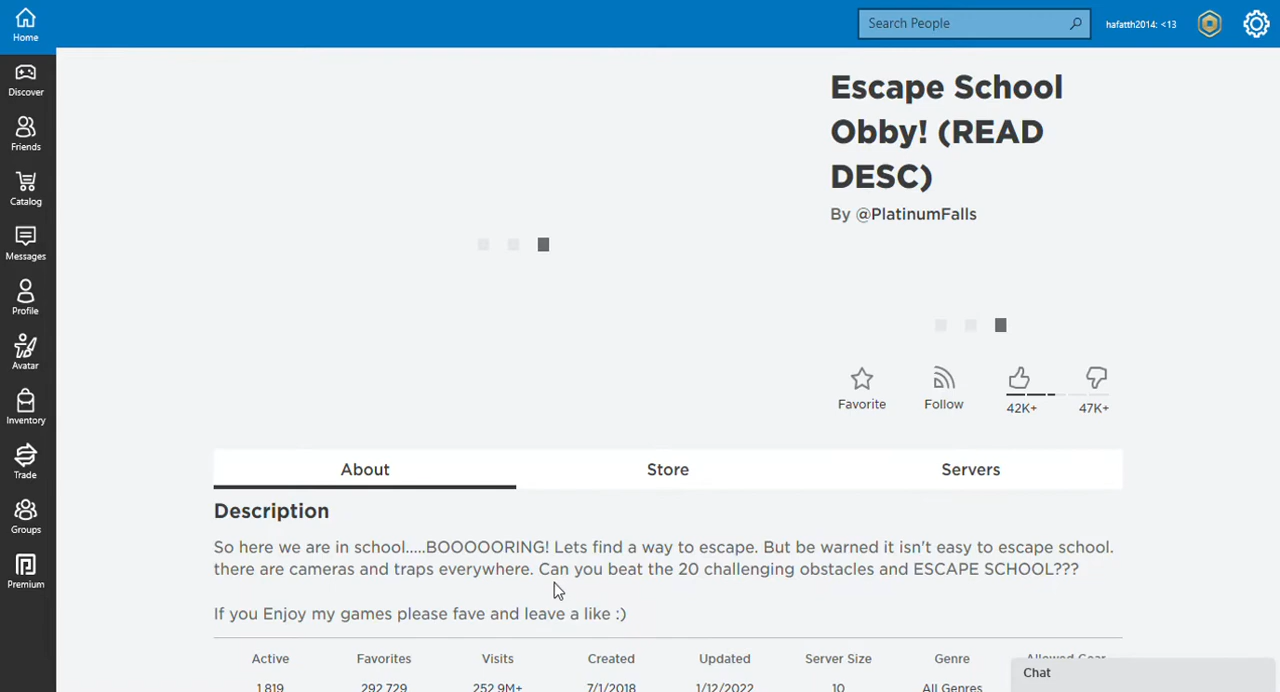 Home
Search People
hafatth2014: <13
Discover
Friends
Catalog
Messages
Profile
Avatar
Inventory
Trade
Groups
Premium
Escape School
Obby! (READ
DESC)
By @PlatinumFalls
Favorite
Follow
42K+
47K+
About
Store
Servers
Description
So here we are in school.....BOOOOORING! Lets find a way to escape. But be warned it isn't easy to escape school.
there are cameras and traps everywhere. Can you beat the 20 challenging obstacles and ESCAPE SCHOOL???
If you Enjoy my games please fave and leave a like :)
Active Favorites Visits Created Updated Server Size Genre Allowed Gear
1,819 292,729 252.9M+ 7/1/2018 1/12/2022 10 All Genres
Chat